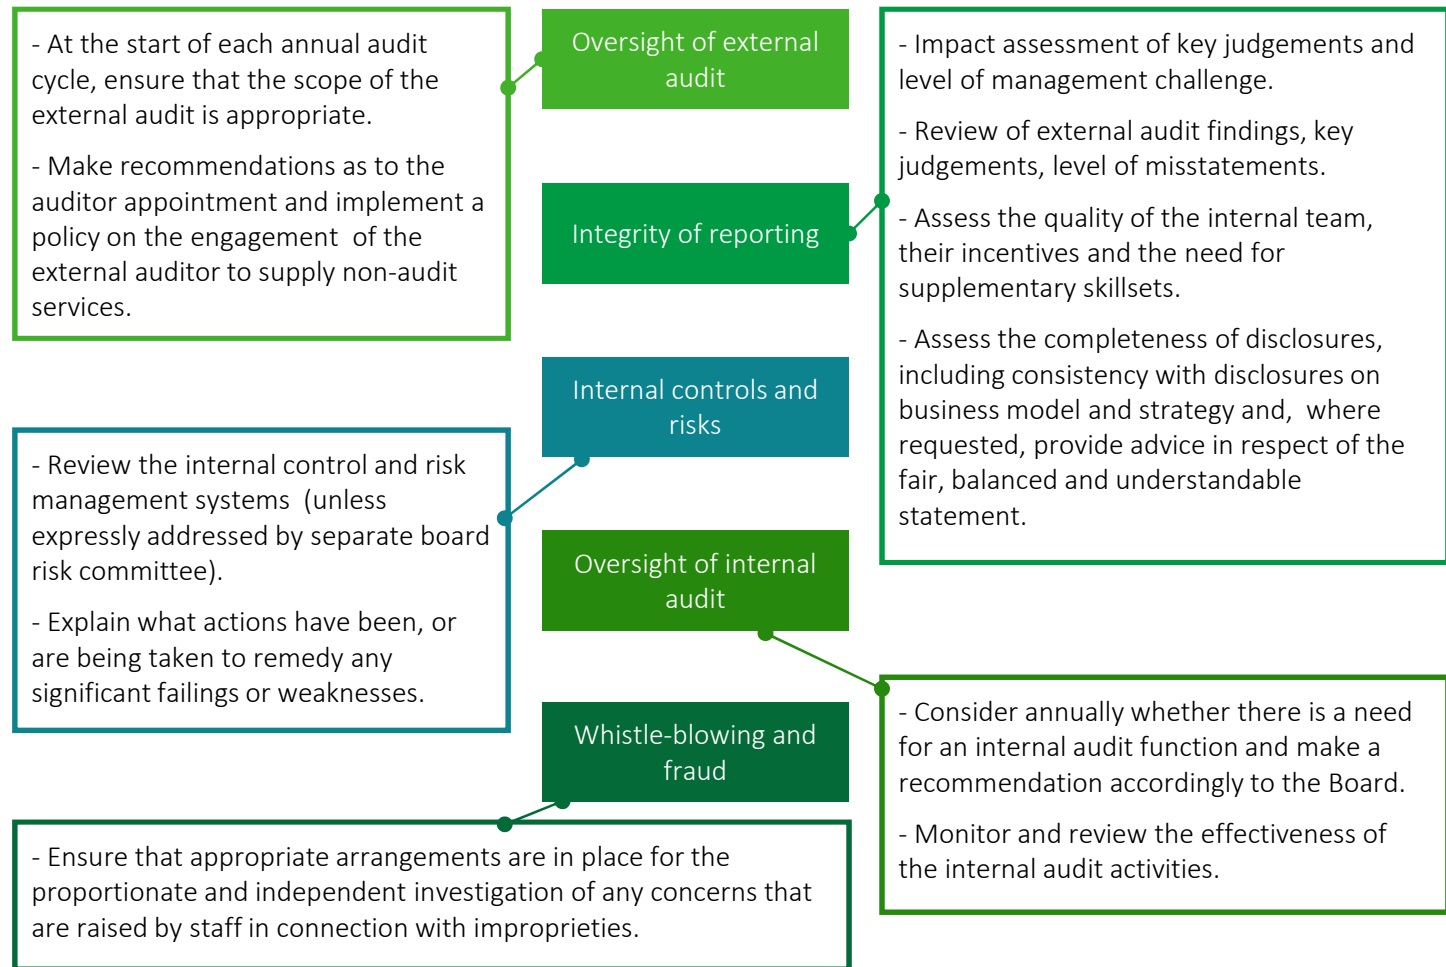 Oversight of external
audit
- At the start of each annual audit
cycle, ensure that the scope of the
external audit is appropriate.
- Make recommendations as to the
auditor appointment and implement a
policy on the engagement  of the
external auditor to supply non-audit
services.
Integrity of reporting
- Impact assessment of key judgements and
level of management challenge.
- Review of external audit findings, key
judgements, level of misstatements.
- Assess the quality of the internal team,
their incentives and the need for
supplementary skillsets.
- Assess the completeness of disclosures,
including consistency with disclosures on
business model and strategy and,  where
requested, provide advice in respect of the
fair, balanced and understandable
statement.
Internal controls and
risks
- Review the internal control and risk
management systems  (unless
expressly addressed by separate board
risk committee).
- Explain what actions have been, or
are being taken to remedy any
significant failings or weaknesses.
Oversight of internal
audit
- Consider annually whether there is a need
for an internal audit function and make a
recommendation accordingly to the Board.
- Monitor and review the effectiveness of
the internal audit activities.
Whistle-blowing and
fraud
- Ensure that appropriate arrangements are in place for the
proportionate and independent investigation of any concerns that
are raised by staff in connection with improprieties.